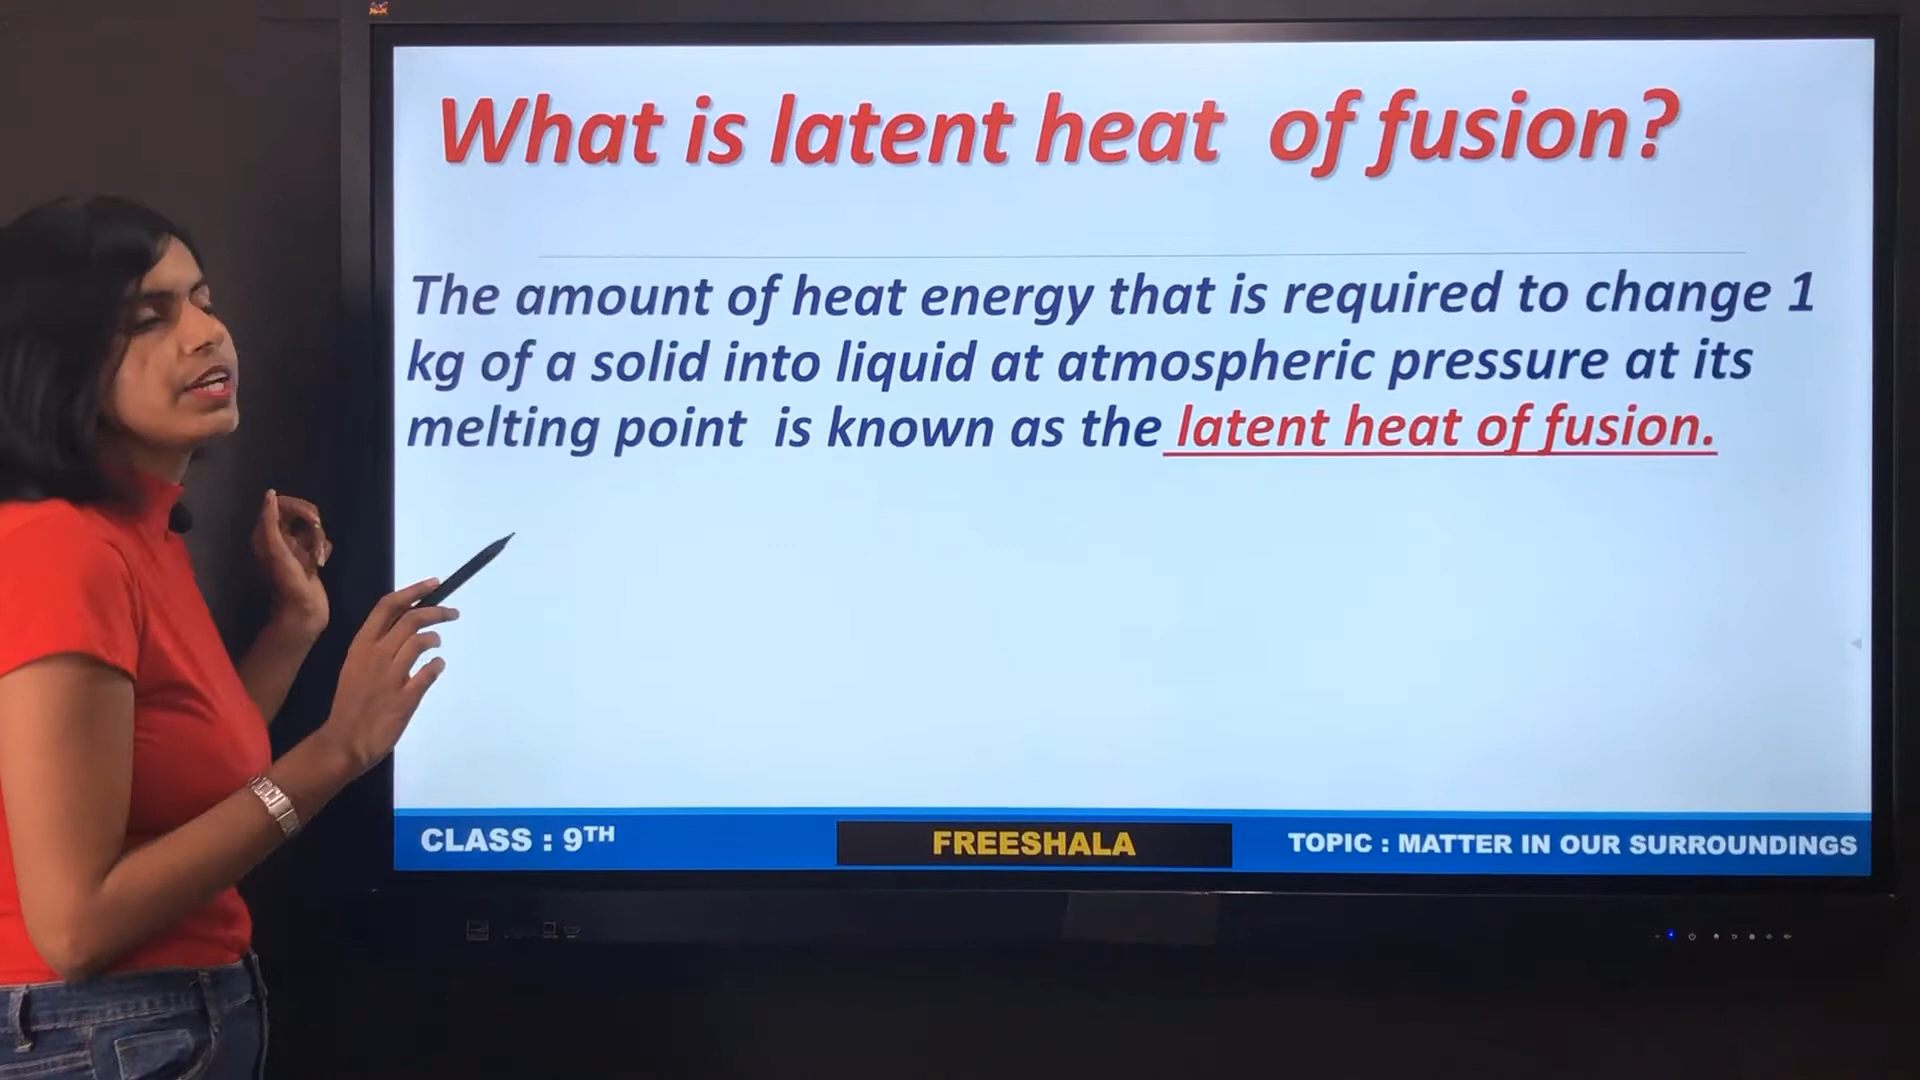 What is latent heat of fusion?
The amount of heat energy that is required to change 1
kg of a solid into liquid at atmospheric pressure at its
melting point is known as the latent heat of fusion.
CLASS : 9TH
FREESHALA
TOPIC : MATTER IN OUR SURROUNDINGS